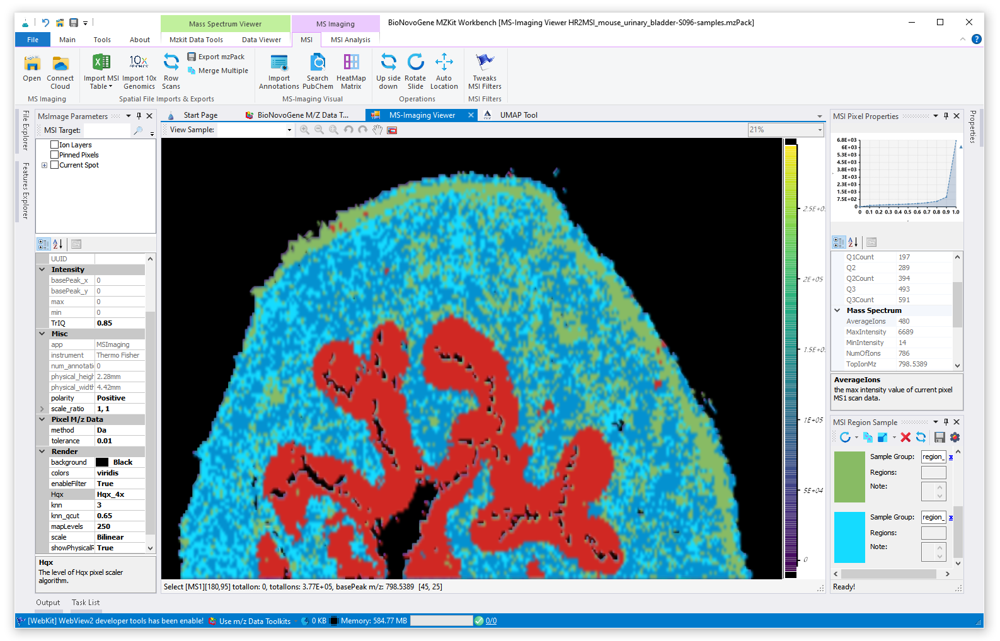 Mass Spectrum Viewer
MS Imaging
BioNovoGene MZKit Workbench [MS-Imaging Viewer HR2MSI_mouse_urinary_bladder-S096-samples.mzPack]
File
Main
Tools
About
Mzkit Data Tools
Data Viewer
MSI
MSI Analysis
Open
Connect Cloud
Import MSI Table
10x GENOMICS
Import 10x Genomics
Row Scans
Export mzPack
Merge Multiple
Import Annotations
Search PubChem
HeatMap Matrix
Up side down
Rotate Slide
Auto Location
Tweaks MSI Filters
MS Imaging
Spatial File Imports & Exports
MS-Imaging Visual
Operations
MSI Filters
File Explorer
Features Explorer
MsImage Parameters
MSI Target:
Ion Layers
Pinned Pixels
Current Spot
UUID
Intensity
basePeak_x 0
basePeak_y 0
max 0
min 0
TrIQ 0.85
Misc
app MSImaging
instrument Thermo Fisher
num_annotati 0
physical_heigh 2.28mm
physical_width 4.42mm
polarity Positive
scale_ratio 1, 1
Pixel M/z Data
method Da
tolerance 0.01
Render
background Black
colors viridis
enableFilter True
Hqx Hqx_4x
knn 3
knn_qcut 0.65
mapLevels 250
scale Bilinear
showPhysicalR True
Hqx
The level of Hqx pixel scaler
algorithm.
Output
Task List
Start Page
BioNovoGene M/Z Data T...
MS-Imaging Viewer
UMAP Tool
View Sample:
21%
2.5E+0
2E+05
1.5E+0
1E+05
5E+04
0
Select [MS1][180,95] totalIon: 0, totalIons: 3.77E+05, basePeak m/z: 798.5389 [45, 25]
MSI Pixel Properties
Properties
6.8E+03
6E+03
5.3E+03
4.5E+03
3.8E+03
3E+03
2.3E+03
1.5E+03
7.5E+02
0
0 0.1 0.2 0.3 0.4 0.5 0.6 0.7 0.8 0.9 1.0
Q1Count 197
Q2 289
Q2Count 394
Q3 493
Q3Count 591
Mass Spectrum
AverageIons 480
MaxIntensity 6689
MinIntensity 14
NumOfIons 786
TopIonMz 798.5389
AverageIons
the max intensity value of current pixel
MS1 scan data.
MSI Region Sample
Sample Group: region_ x
Regions:
Note:
Sample Group: region_ x
Regions:
Note:
Ready!
[WebKit] WebView2 developer tools has been enable!
Use m/z Data Toolkits
0 KB
Memory: 584.77 MB
0/0